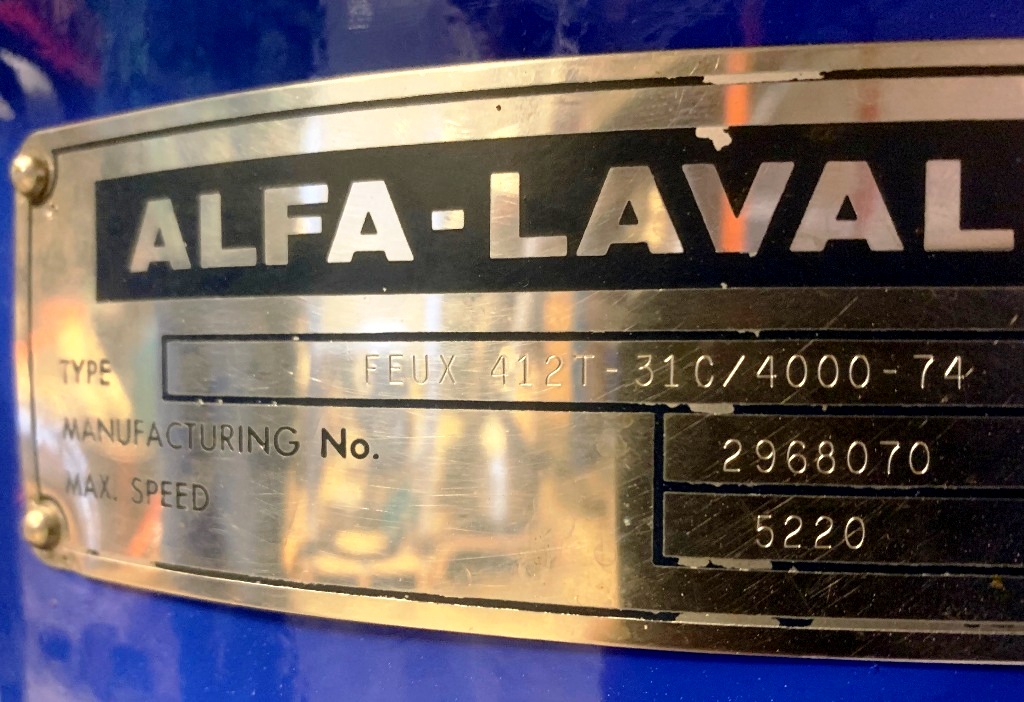 ALFA-LAVAL
TYPE FEUX 412T-31C/4000-74
MANUFACTURING No. 2968070
MAX. SPEED 5220